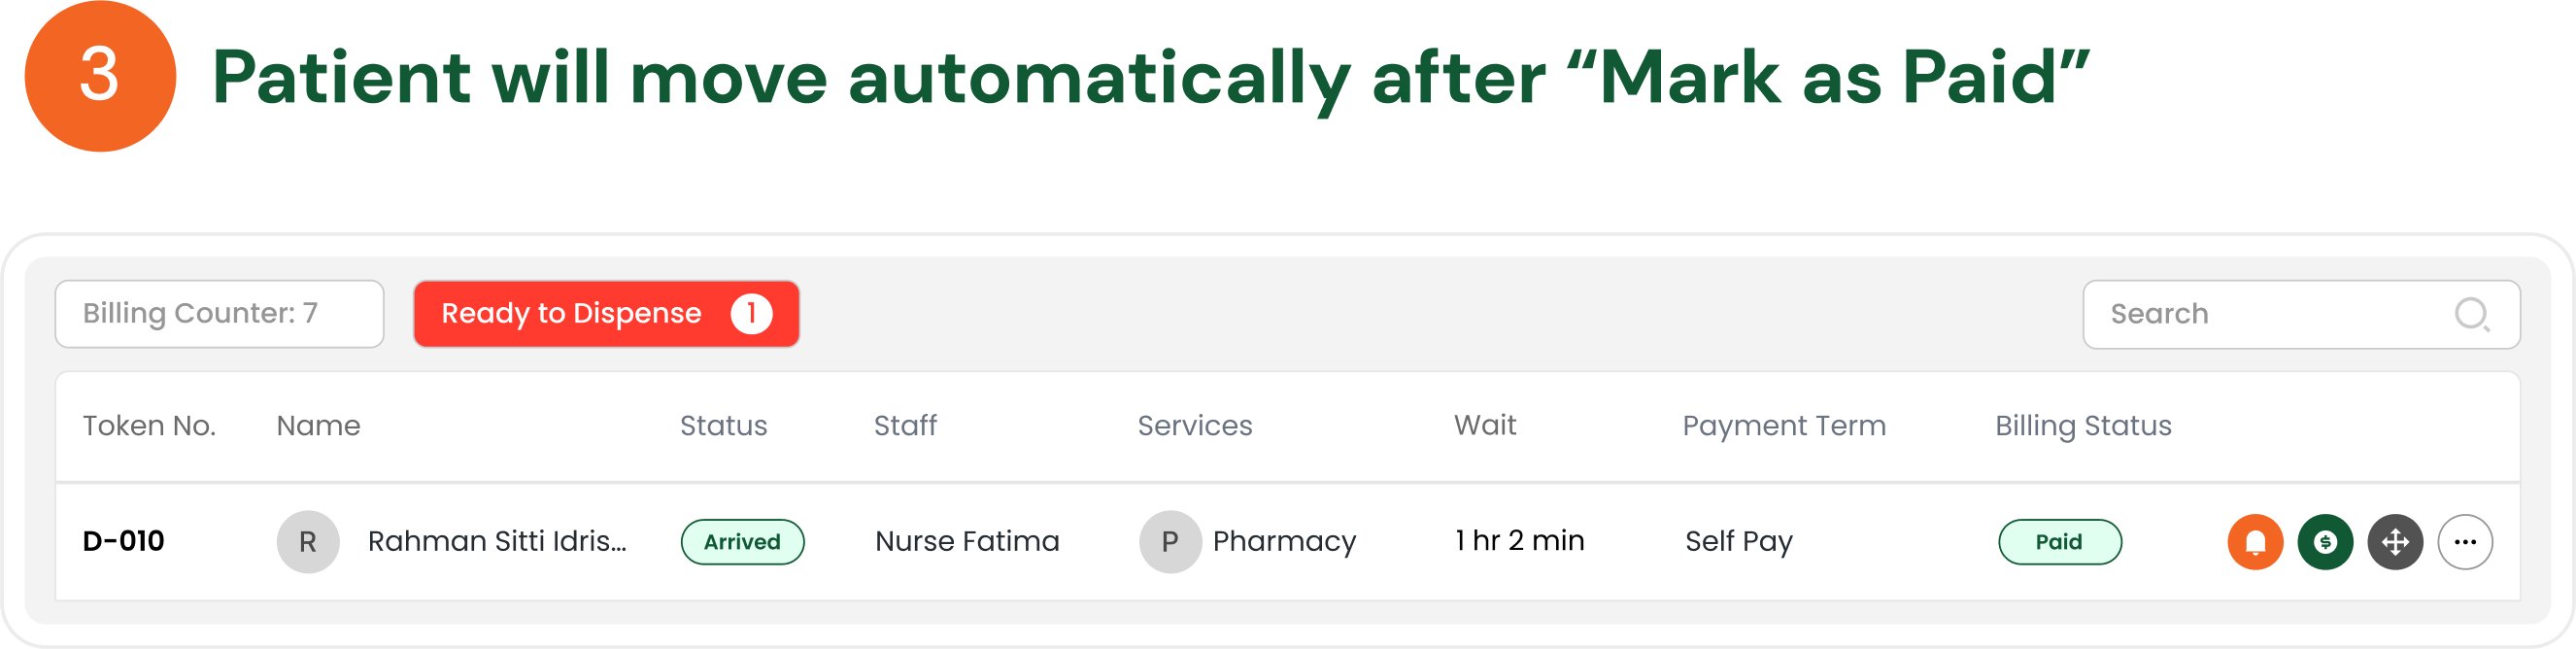 3 Patient will move automatically after “Mark as Paid”
Billing Counter: 7 Ready to Dispense 1 Search
Token No. Name Status Staff Services Wait Payment Term Billing Status
D-010 R Rahman Sitti Idris... Arrived Nurse Fatima P Pharmacy 1 hr 2 min Self Pay Paid $ ...